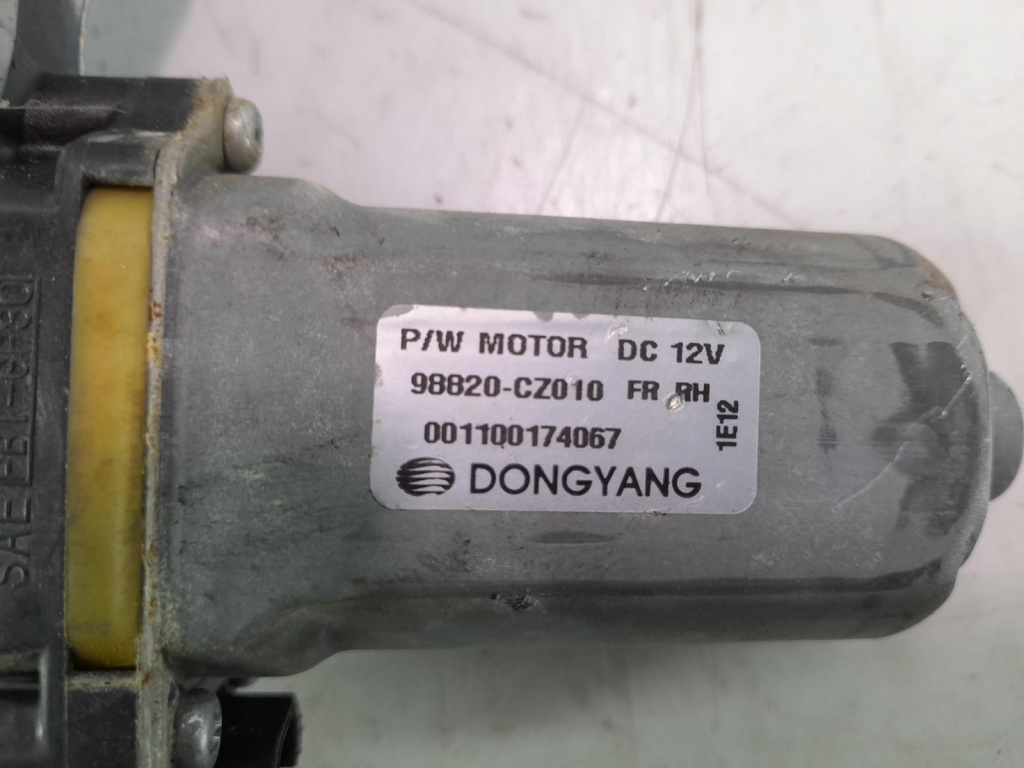 P/W MOTOR DC 12V
98820-CZ010 FR RH
001100174067
1E12
DONGYANG